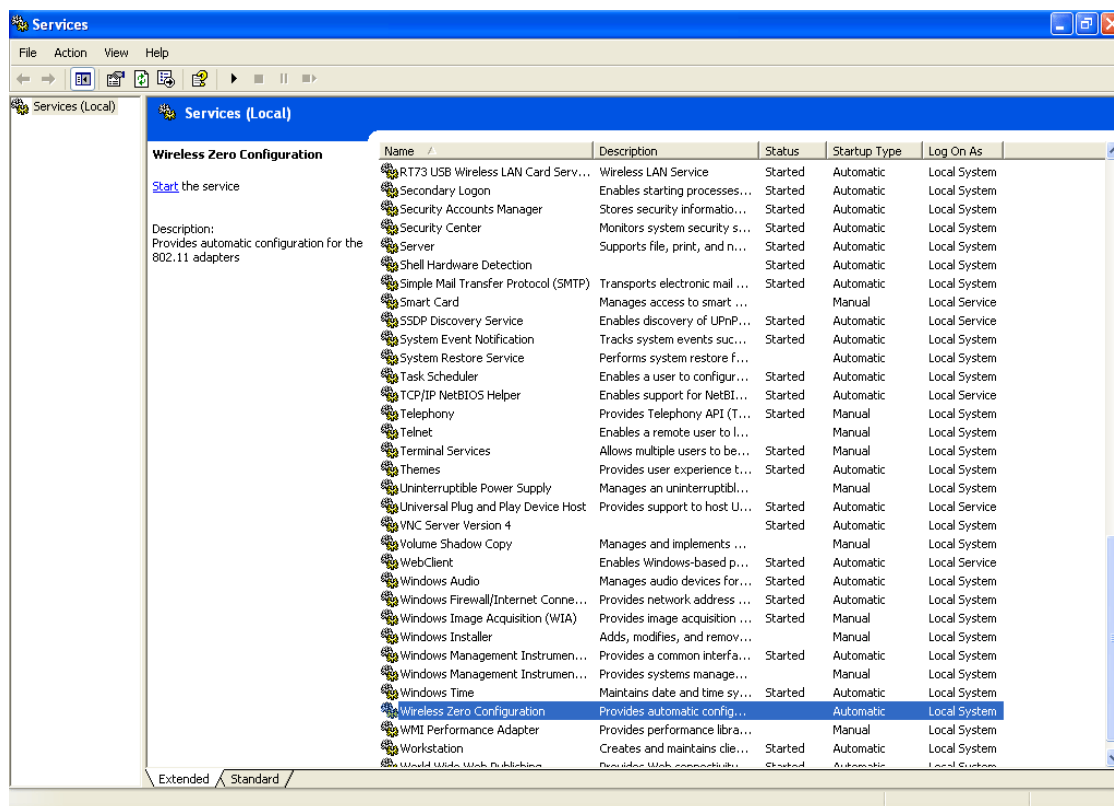 Services
File Action View Help
Services (Local)
Services (Local)
Wireless Zero Configuration
Start the service
Description:
Provides automatic configuration for the
802.11 adapters
Name Description Status Startup Type Log On As
RT73 USB Wireless LAN Card Serv... Wireless LAN Service Started Automatic Local System
Secondary Logon Enables starting processes... Started Automatic Local System
Security Accounts Manager Stores security informatio... Started Automatic Local System
Security Center Monitors system security s... Started Automatic Local System
Server Supports file, print, and n... Started Automatic Local System
Shell Hardware Detection Started Automatic Local System
Simple Mail Transfer Protocol (SMTP) Transports electronic mail ... Started Automatic Local System
Smart Card Manages access to smart ... Manual Local Service
SSDP Discovery Service Enables discovery of UPnP... Started Automatic Local Service
System Event Notification Tracks system events suc... Started Automatic Local System
System Restore Service Performs system restore f... Automatic Local System
Task Scheduler Enables a user to configur... Started Automatic Local System
TCP/IP NetBIOS Helper Enables support for NetBI... Started Automatic Local Service
Telephony Provides Telephony API (T... Started Manual Local System
Telnet Enables a remote user to l... Manual Local System
Terminal Services Allows multiple users to be... Started Manual Local System
Themes Provides user experience t... Started Automatic Local System
Uninterruptible Power Supply Manages an uninterruptibl... Manual Local System
Universal Plug and Play Device Host Provides support to host U... Started Automatic Local Service
VNC Server Version 4 Started Automatic Local System
Volume Shadow Copy Manages and implements ... Manual Local System
WebClient Enables Windows-based p... Started Automatic Local Service
Windows Audio Manages audio devices for... Started Automatic Local System
Windows Firewall/Internet Conne... Provides network address ... Started Automatic Local System
Windows Image Acquisition (WIA) Provides image acquisition ... Started Manual Local System
Windows Installer Adds, modifies, and remov... Manual Local System
Windows Management Instrumen... Provides a common interfa... Started Automatic Local System
Windows Management Instrumen... Provides systems manage... Manual Local System
Windows Time Maintains date and time sy... Started Automatic Local System
Wireless Zero Configuration Provides automatic config... Automatic Local System
WMI Performance Adapter Provides performance libra... Manual Local System
Workstation Creates and maintains clie... Started Automatic Local System
World Wide Web Publishing Provides Web connectivity Started Automatic Local System
Extended Standard